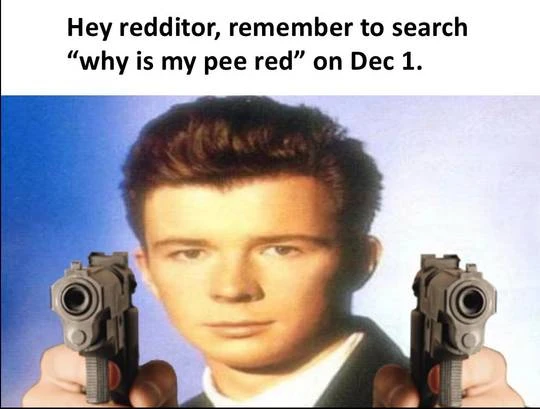 Hey redditor, remember to search
“why is my pee red” on Dec 1.